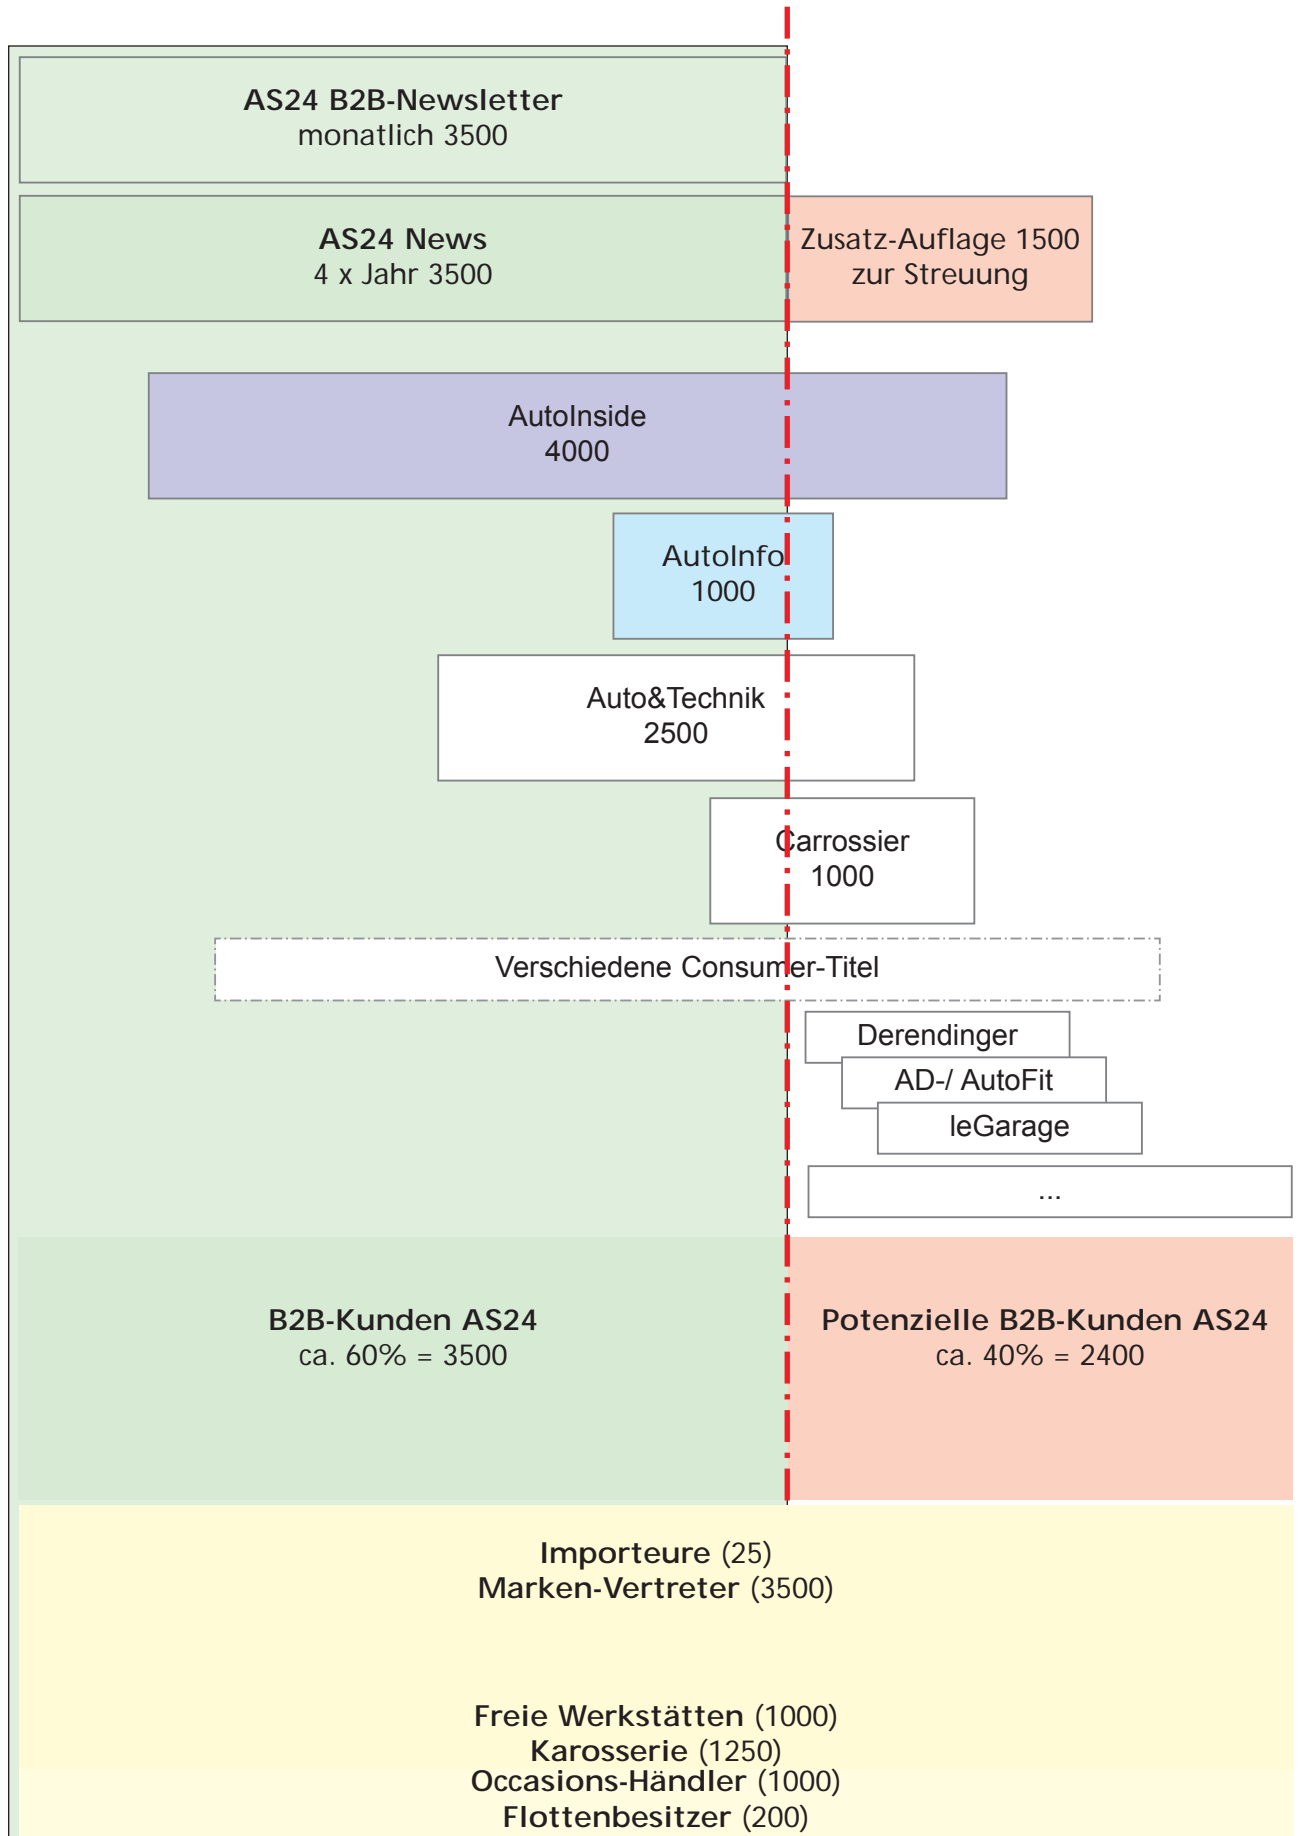 AS24 B2B-Newsletter
monatlich 3500
AS24 News
4 x Jahr 3500
Zusatz-Auflage 1500
zur Streuung
AutoInside
4000
AutoInfo
1000
Auto&Technik
2500
Carrossier
1000
Verschiedene Consumer-Titel
Derendinger
AD-/ AutoFit
leGarage
...
B2B-Kunden AS24
ca. 60% = 3500
Potenzielle B2B-Kunden AS24
ca. 40% = 2400
Importeure (25)
Marken-Vertreter (3500)
Freie Werkstätten (1000)
Karosserie (1250)
Occasions-Händler (1000)
Flottenbesitzer (200)